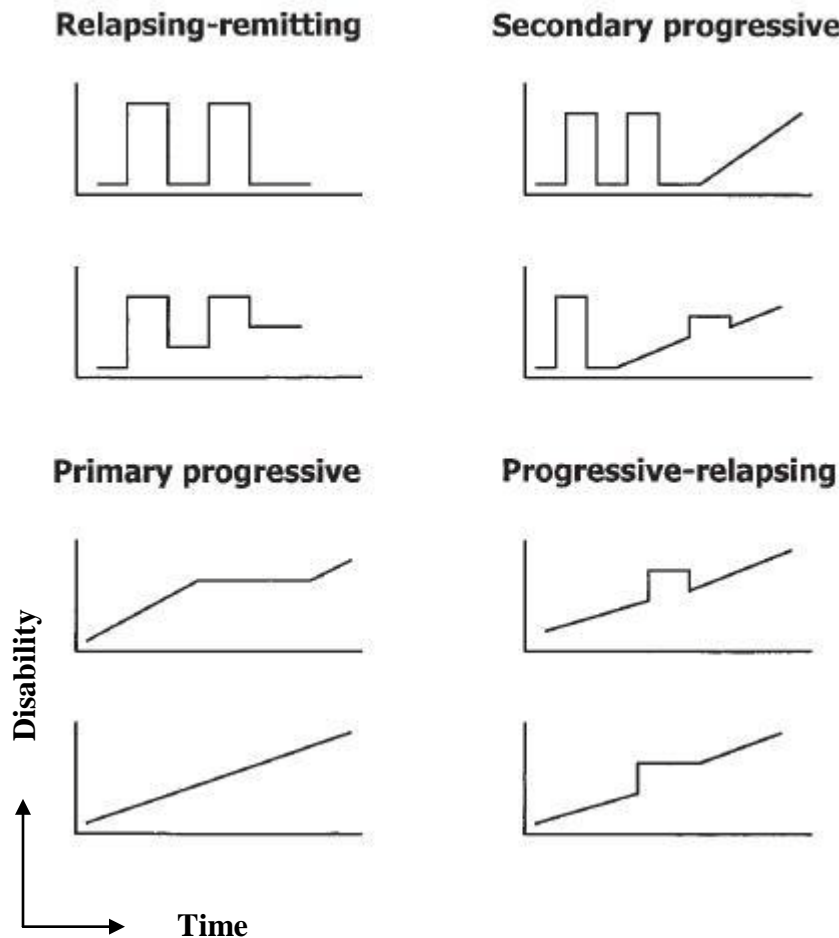 Relapsing-remitting
Secondary progressive
Primary progressive
Progressive-relapsing
Disability
Time